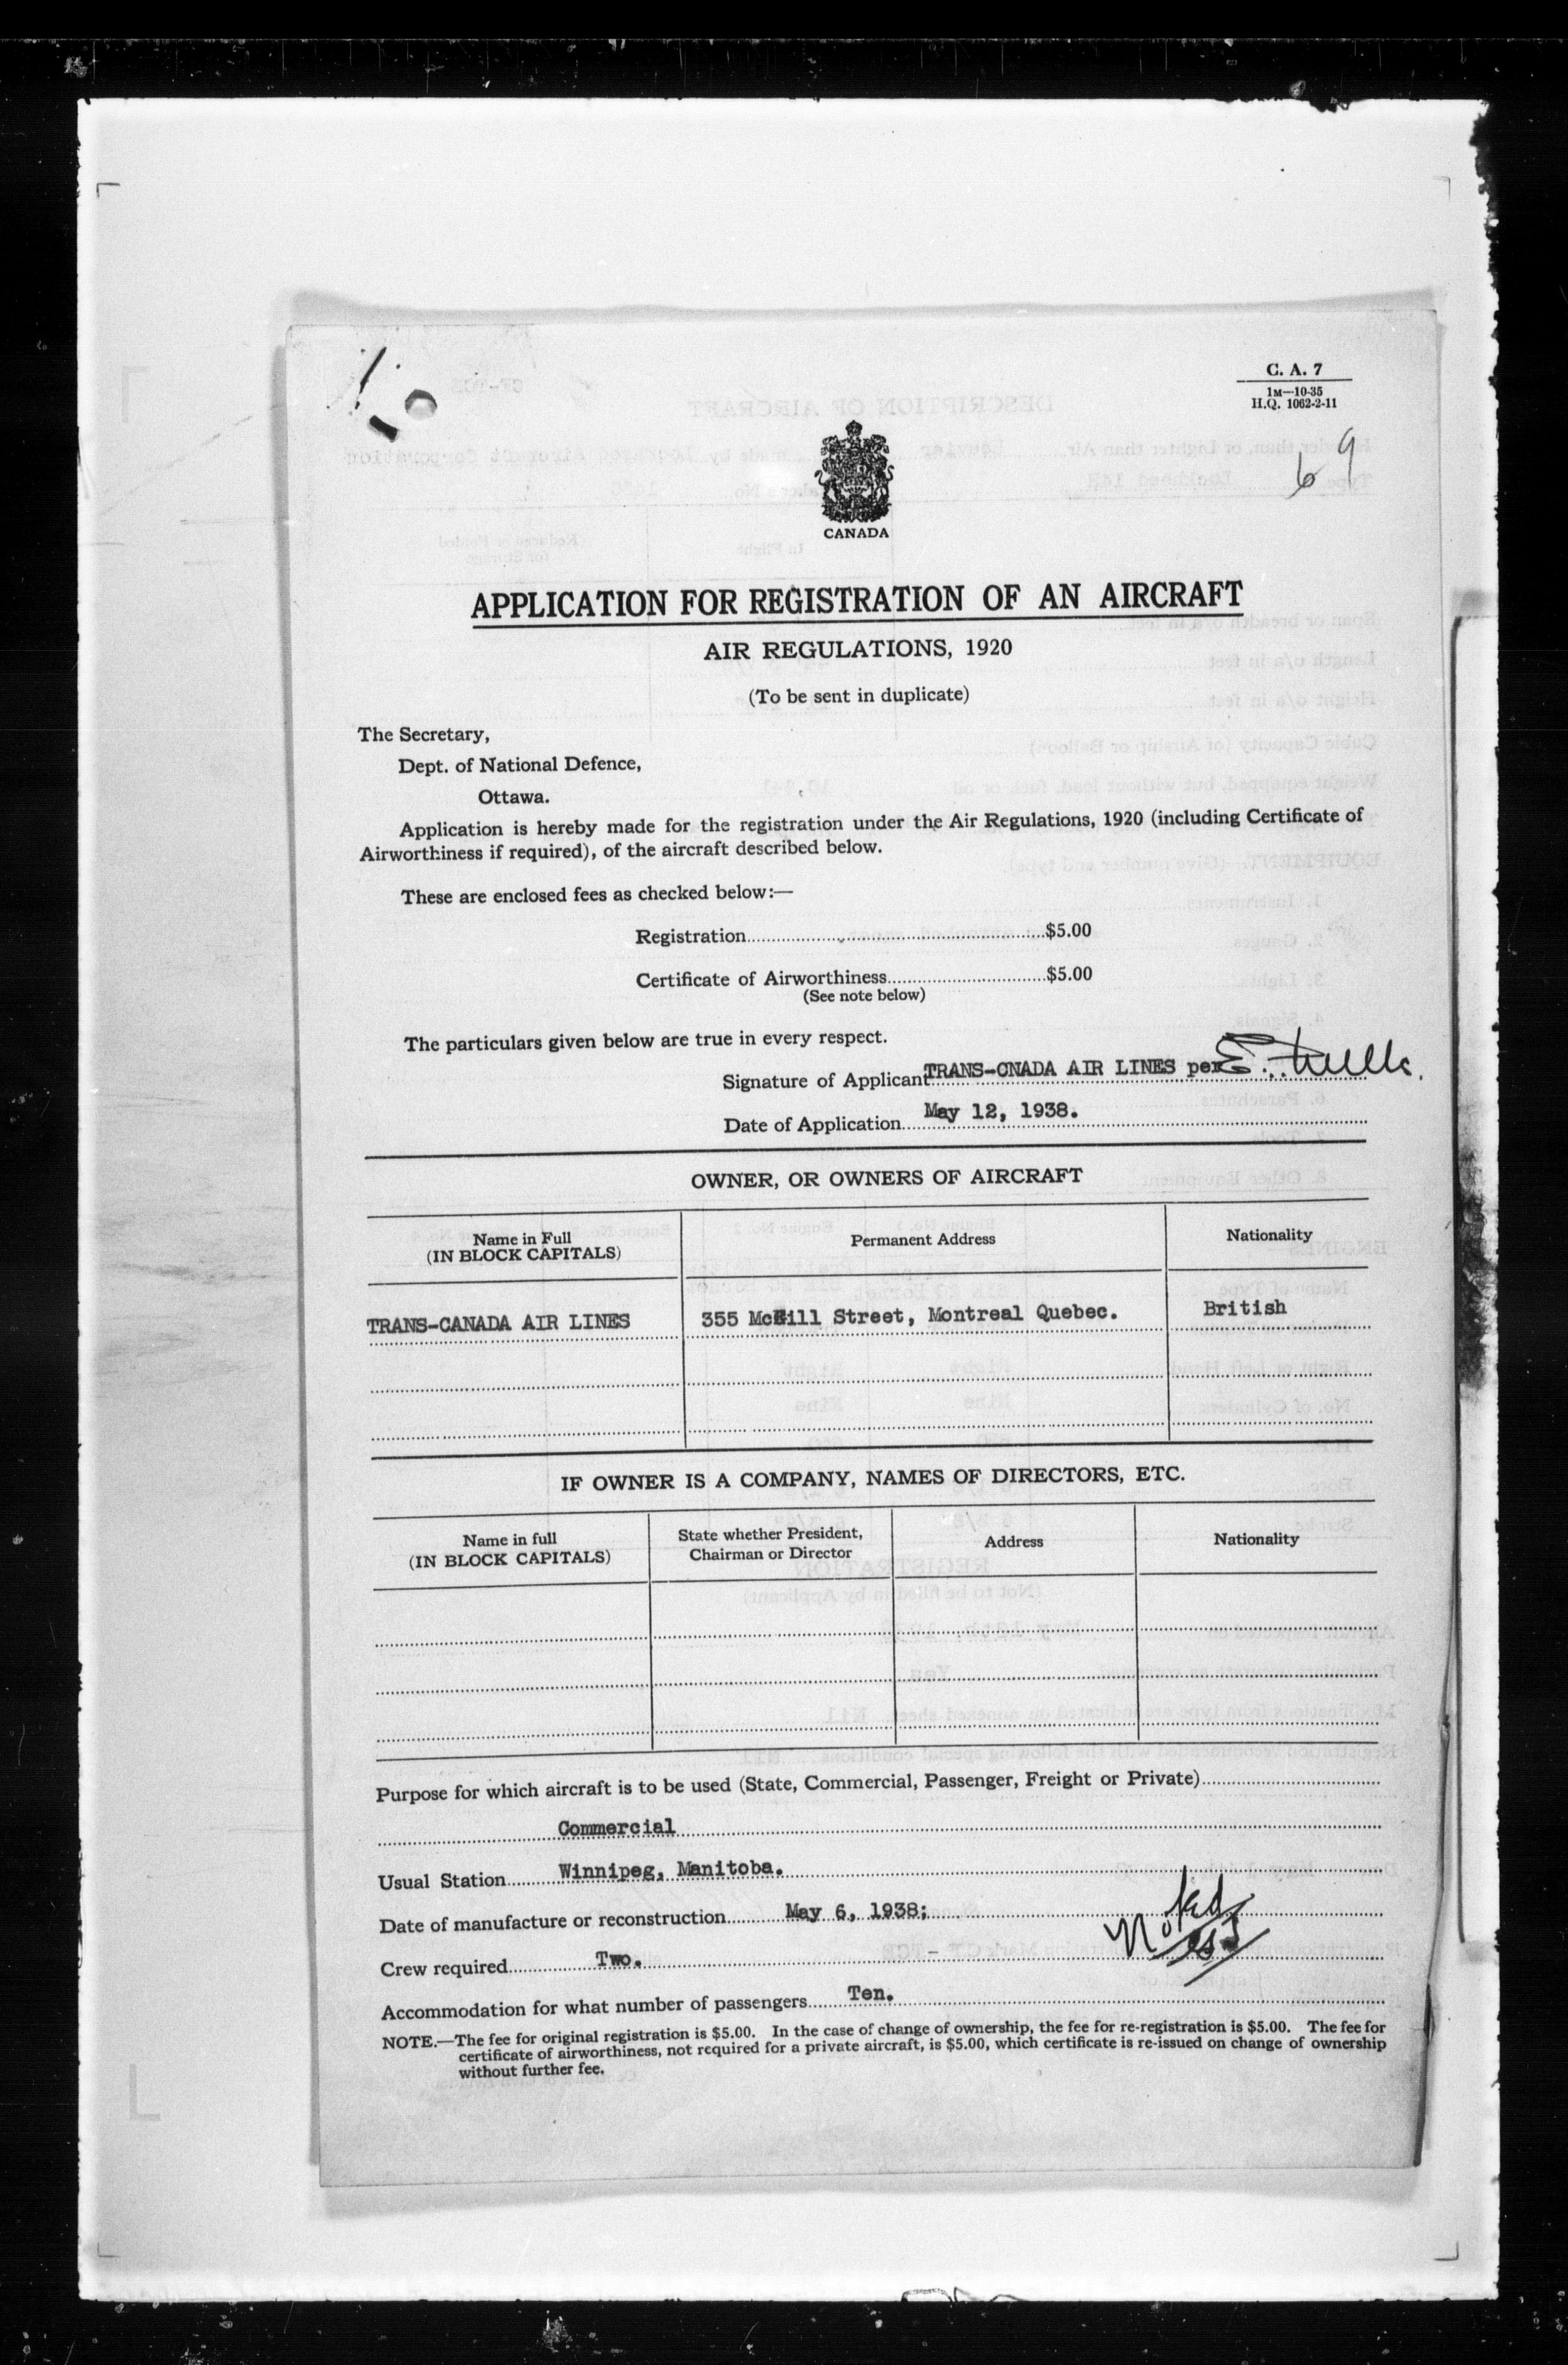 C. A. 7
1M—10-35
H.Q. 1062-2-11
69
CANADA
APPLICATION FOR REGISTRATION OF AN AIRCRAFT
AIR REGULATIONS, 1920
(To be sent in duplicate)
The Secretary,
Dept. of National Defence,
Ottawa.
Application is hereby made for the registration under the Air Regulations, 1920 (including Certificate of
Airworthiness if required), of the aircraft described below.
These are enclosed fees as checked below:—
Registration $5.00
Certificate of Airworthiness $5.00
(See note below)
The particulars given below are true in every respect.
Signature of Applicant TRANS-CNADA AIR LINES per
Date of Application May 12, 1938.
OWNER, OR OWNERS OF AIRCRAFT
Name in Full (IN BLOCK CAPITALS) Permanent Address Nationality
TRANS-CANADA AIR LINES 355 McGill Street, Montreal Quebec. British
IF OWNER IS A COMPANY, NAMES OF DIRECTORS, ETC.
Name in full (IN BLOCK CAPITALS) State whether President, Chairman or Director Address Nationality
Purpose for which aircraft is to be used (State, Commercial, Passenger, Freight or Private)
Commercial
Usual Station Winnipeg, Manitoba.
Date of manufacture or reconstruction May 6, 1938;
Noted
Crew required Two.
Accommodation for what number of passengers Ten.
NOTE.—The fee for original registration is $5.00. In the case of change of ownership, the fee for re-registration is $5.00. The fee for
certificate of airworthiness, not required for a private aircraft, is $5.00, which certificate is re-issued on change of ownership
without further fee.